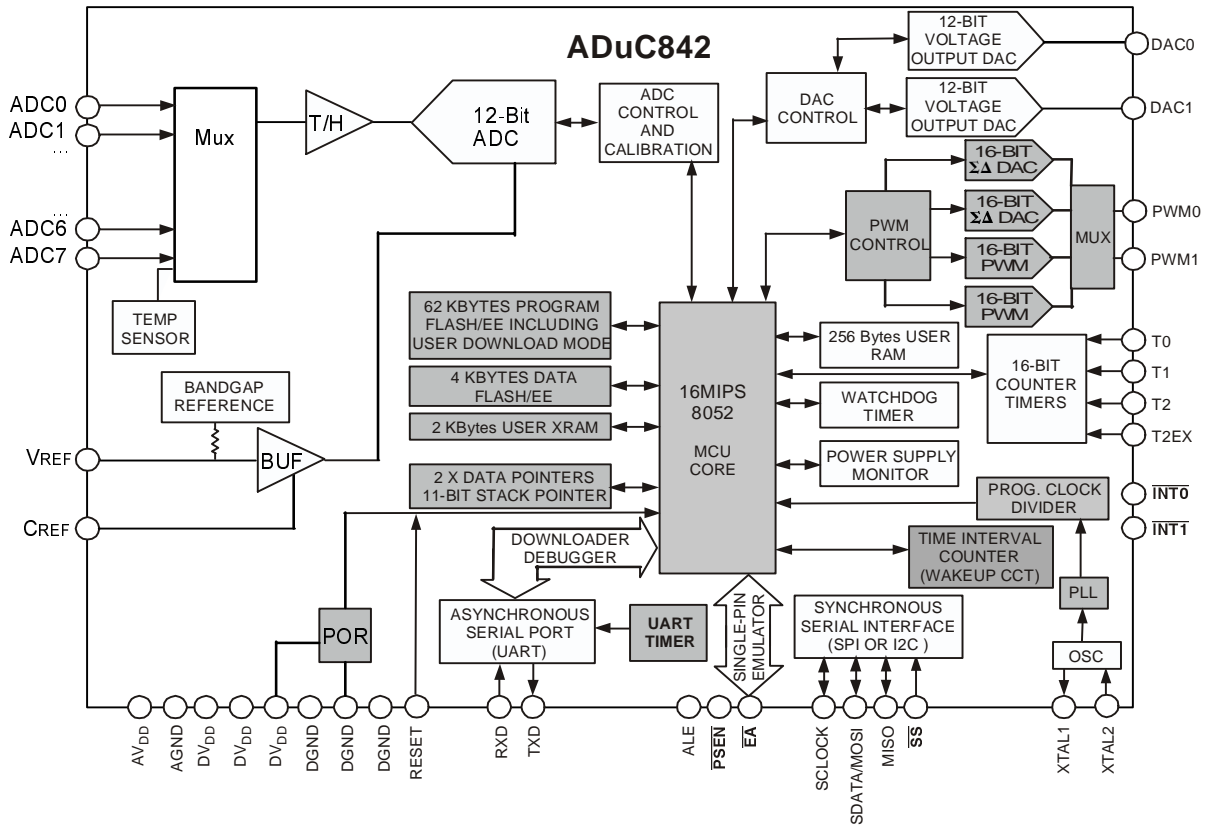 ADuC842
12-BIT
VOLTAGE
OUTPUT DAC
DAC0
ADC0
ADC1
...
Mux
T/H
12-Bit
ADC
ADC
CONTROL
AND
CALIBRATION
DAC
CONTROL
12-BIT
VOLTAGE
OUTPUT DAC
DAC1
...
ADC6
ADC7
TEMP
SENSOR
PWM
CONTROL
16-BIT
ΣΔ DAC
16-BIT
ΣΔ DAC
16-BIT
PWM
16-BIT
PWM
MUX
PWM0
PWM1
62 KBYTES PROGRAM
FLASH/EE INCLUDING
USER DOWNLOAD MODE
4 KBYTES DATA
FLASH/EE
2 KBytes USER XRAM
2 X DATA POINTERS
11-BIT STACK POINTER
16MIPS
8052
MCU
CORE
256 Bytes USER
RAM
WATCHDOG
TIMER
POWER SUPPLY
MONITOR
16-BIT
COUNTER
TIMERS
T0
T1
T2
T2EX
BANDGAP
REFERENCE
VREF
BUF
CREF
PROG. CLOCK
DIVIDER
INT0
INT1
TIME INTERVAL
COUNTER
(WAKEUP CCT)
PLL
OSC
DOWNLOADER
DEBUGGER
POR
ASYNCHRONOUS
SERIAL PORT
(UART)
UART
TIMER
SINGLE-PIN
EMULATOR
SYNCHRONOUS
SERIAL INTERFACE
(SPI OR I2C )
AVDD
AGND
DVDD
DVDD
DVDD
DGND
DGND
DGND
RESET
RXD
TXD
ALE
PSEN
EA
SCLOCK
SDATA/MOSI
MISO
SS
XTAL1
XTAL2